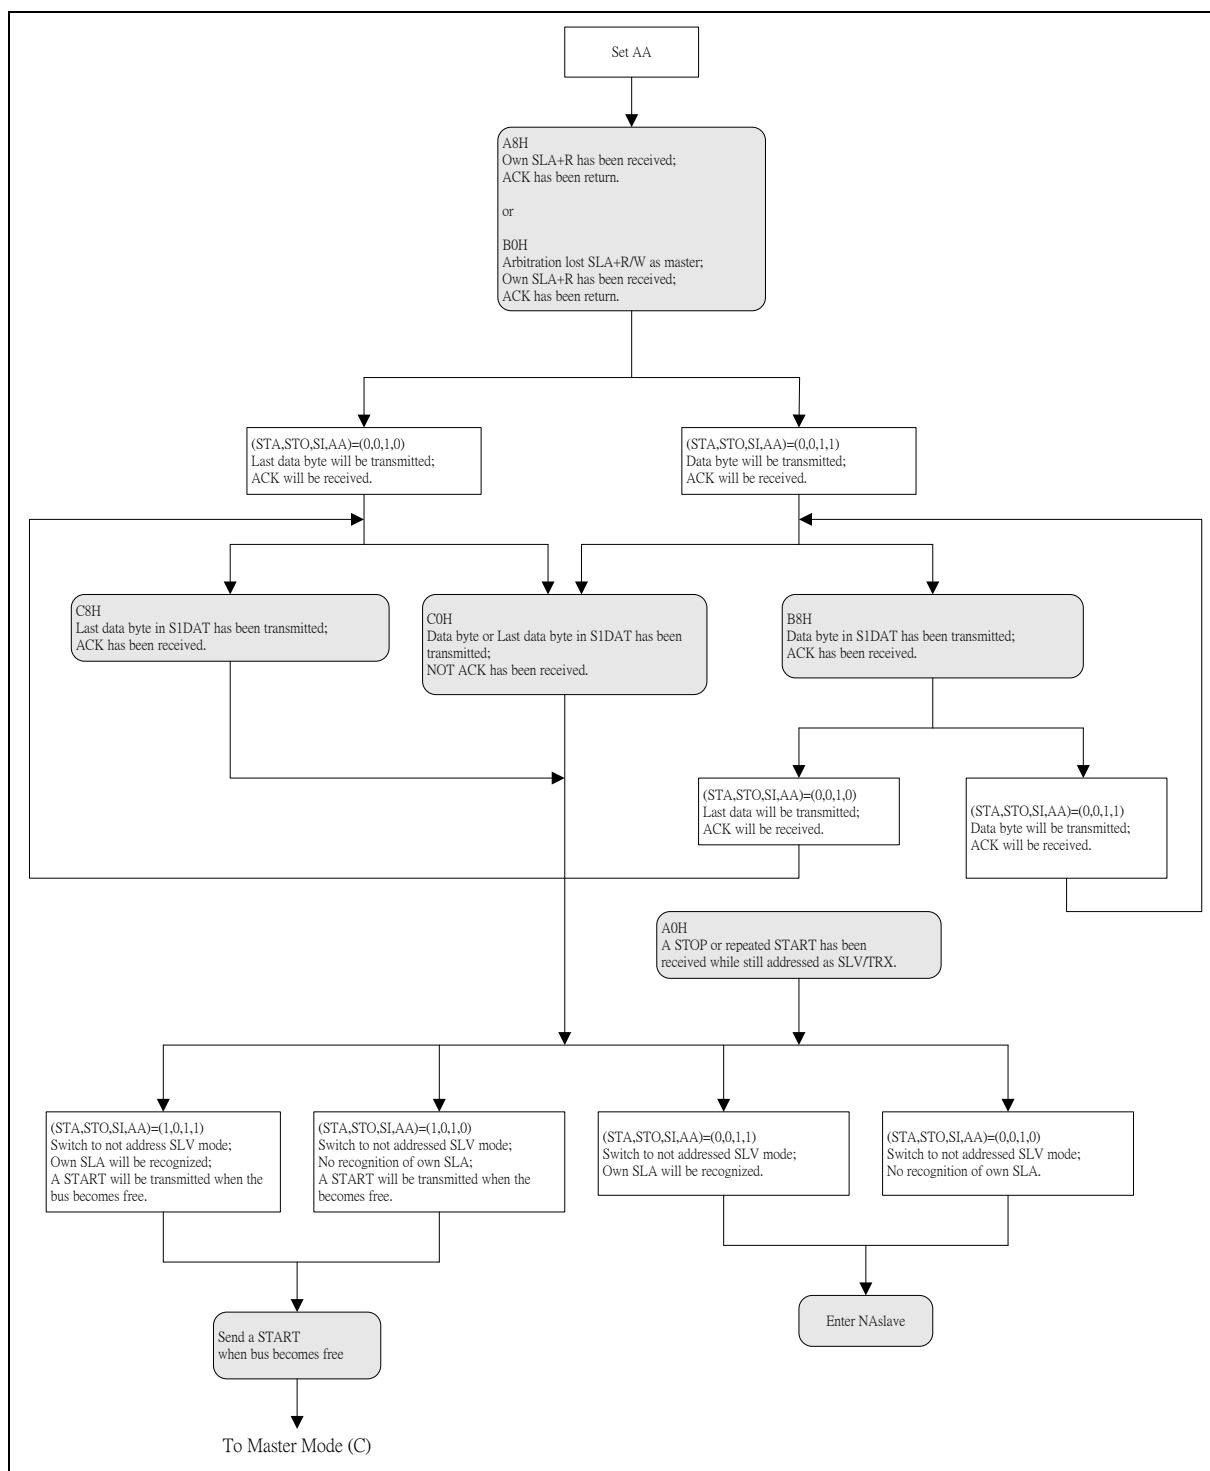 Set AA
A8H
Own SLA+R has been received;
ACK has been return.
or
B0H
Arbitration lost SLA+R/W as master;
Own SLA+R has been received;
ACK has been return.
(STA,STO,SI,AA)=(0,0,1,0)
Last data byte will be transmitted;
ACK will be received.
(STA,STO,SI,AA)=(0,0,1,1)
Data byte will be transmitted;
ACK will be received.
C8H
Last data byte in S1DAT has been transmitted;
ACK has been received.
C0H
Data byte or Last data byte in S1DAT has been
transmitted;
NOT ACK has been received.
B8H
Data byte in S1DAT has been transmitted;
ACK has been received.
(STA,STO,SI,AA)=(0,0,1,0)
Last data will be transmitted;
ACK will be received.
(STA,STO,SI,AA)=(0,0,1,1)
Data byte will be transmitted;
ACK will be received.
A0H
A STOP or repeated START has been
received while still addressed as SLV/TRX.
(STA,STO,SI,AA)=(1,0,1,1)
Switch to not address SLV mode;
Own SLA will be recognized;
A START will be transmitted when the
bus becomes free.
(STA,STO,SI,AA)=(1,0,1,0)
Switch to not addressed SLV mode;
No recognition of own SLA;
A START will be transmitted when the
becomes free.
(STA,STO,SI,AA)=(0,0,1,1)
Switch to not addressed SLV mode;
Own SLA will be recognized.
(STA,STO,SI,AA)=(0,0,1,0)
Switch to not addressed SLV mode;
No recognition of own SLA.
Send a START
when bus becomes free
Enter NAslave
To Master Mode (C)